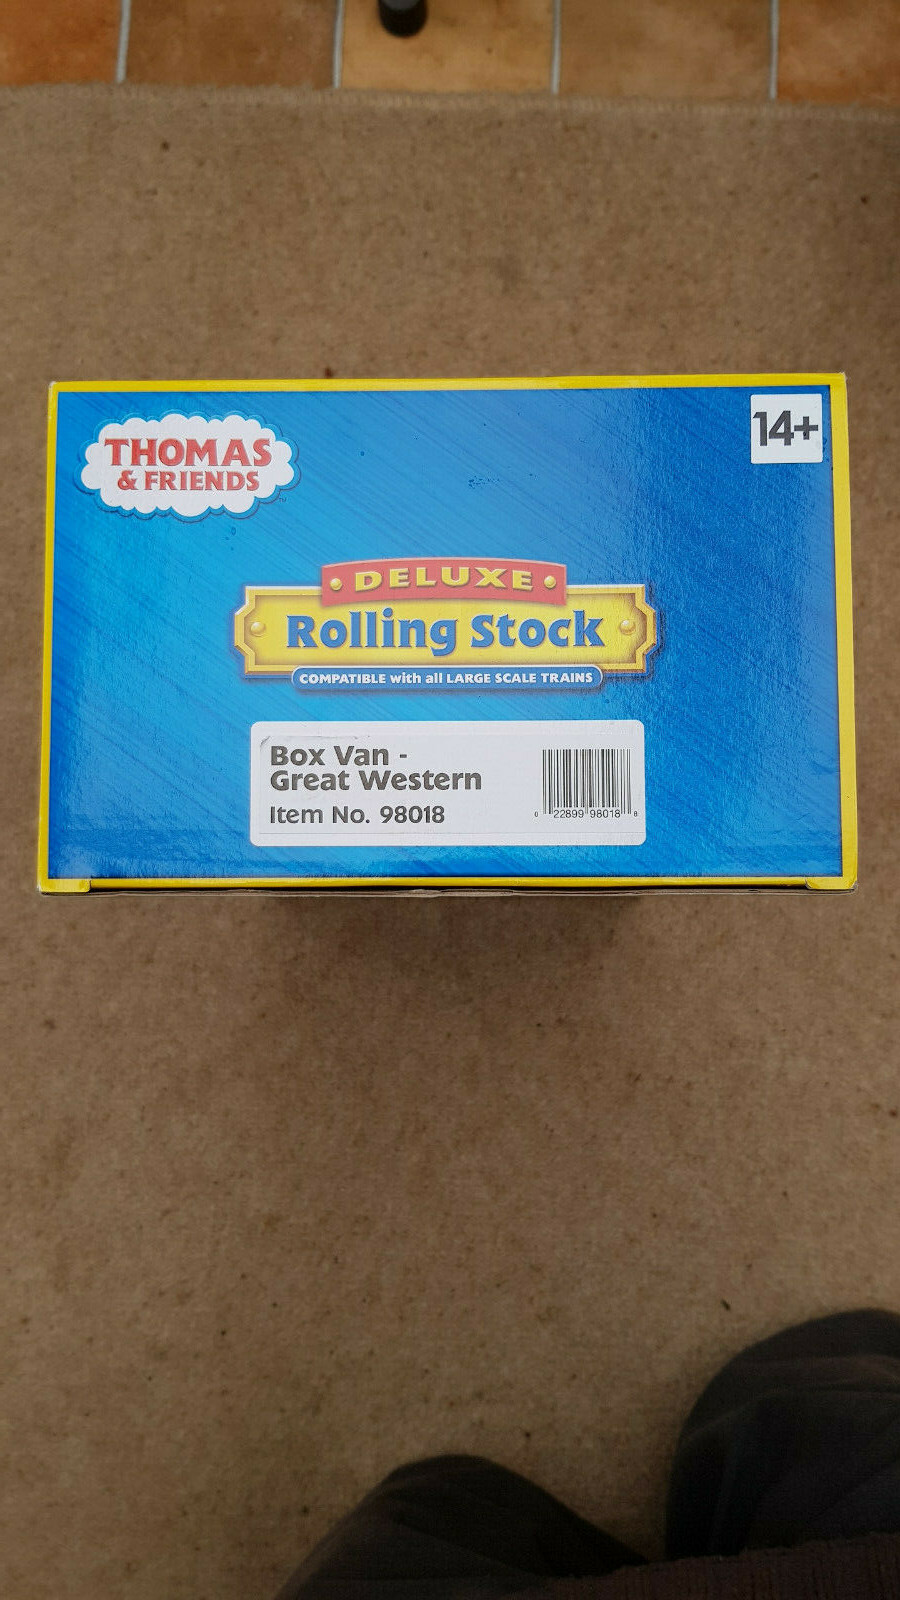 THOMAS
& FRIENDS
14+
DELUXE
Rolling Stock
COMPATIBLE with all LARGE SCALE TRAINS
Box Van -
Great Western
Item No. 98018
0 22899 98018 8